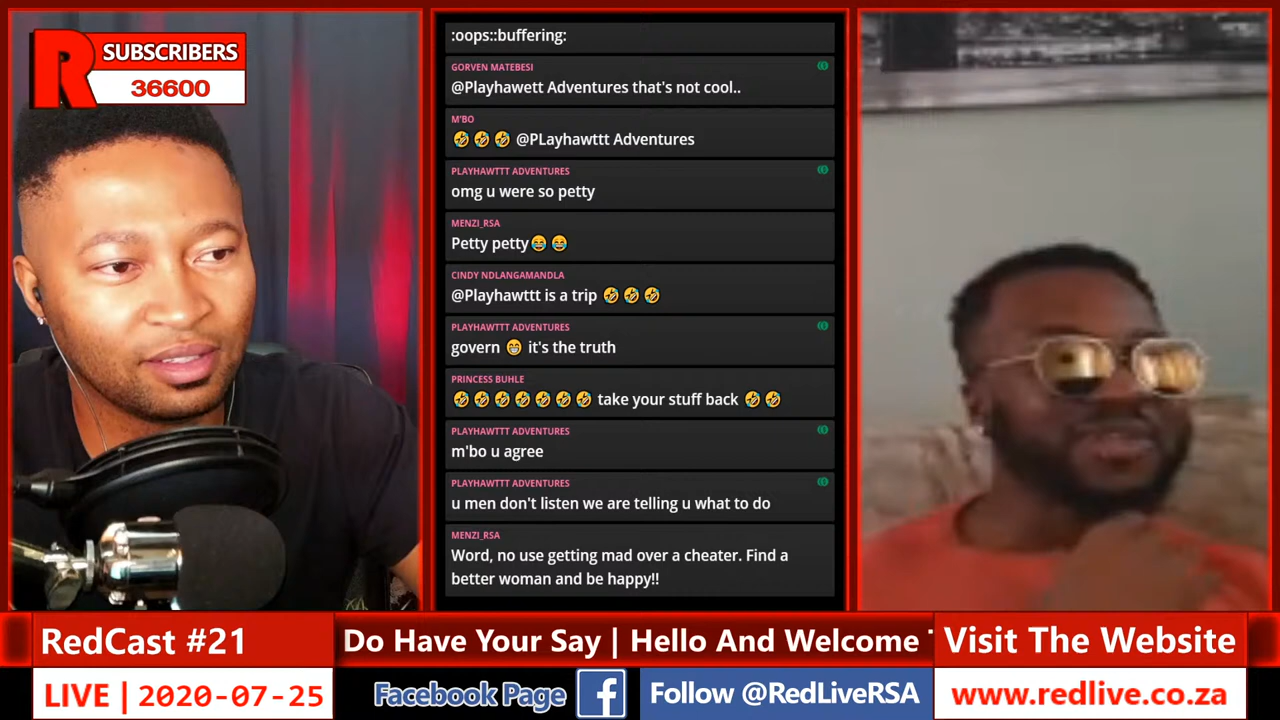 R
SUBSCRIBERS
36600
:oops::buffering:
GORVEN MATEBESI
@Playhawett Adventures that's not cool..
M'BO
🤣 🤣 🤣 @PLayhawttt Adventures
PLAYHAWTTT ADVENTURES
omg u were so petty
MENZI_RSA
Petty petty😂 😂
CINDY NDLANGAMANDLA
@Playhawttt is a trip 🤣 🤣 🤣
PLAYHAWTTT ADVENTURES
govern 😁 it's the truth
PRINCESS BUHLE
🤣 🤣 🤣 🤣 🤣 🤣 🤣 take your stuff back 🤣 🤣
PLAYHAWTTT ADVENTURES
m'bo u agree
PLAYHAWTTT ADVENTURES
u men don't listen we are telling u what to do
MENZI_RSA
Word, no use getting mad over a cheater. Find a
better woman and be happy!!
RedCast #21
Do Have Your Say | Hello And Welcome
Visit The Website
LIVE | 2020-07-25
Facebook Page f
Follow @RedLiveRSA
www.redlive.co.za